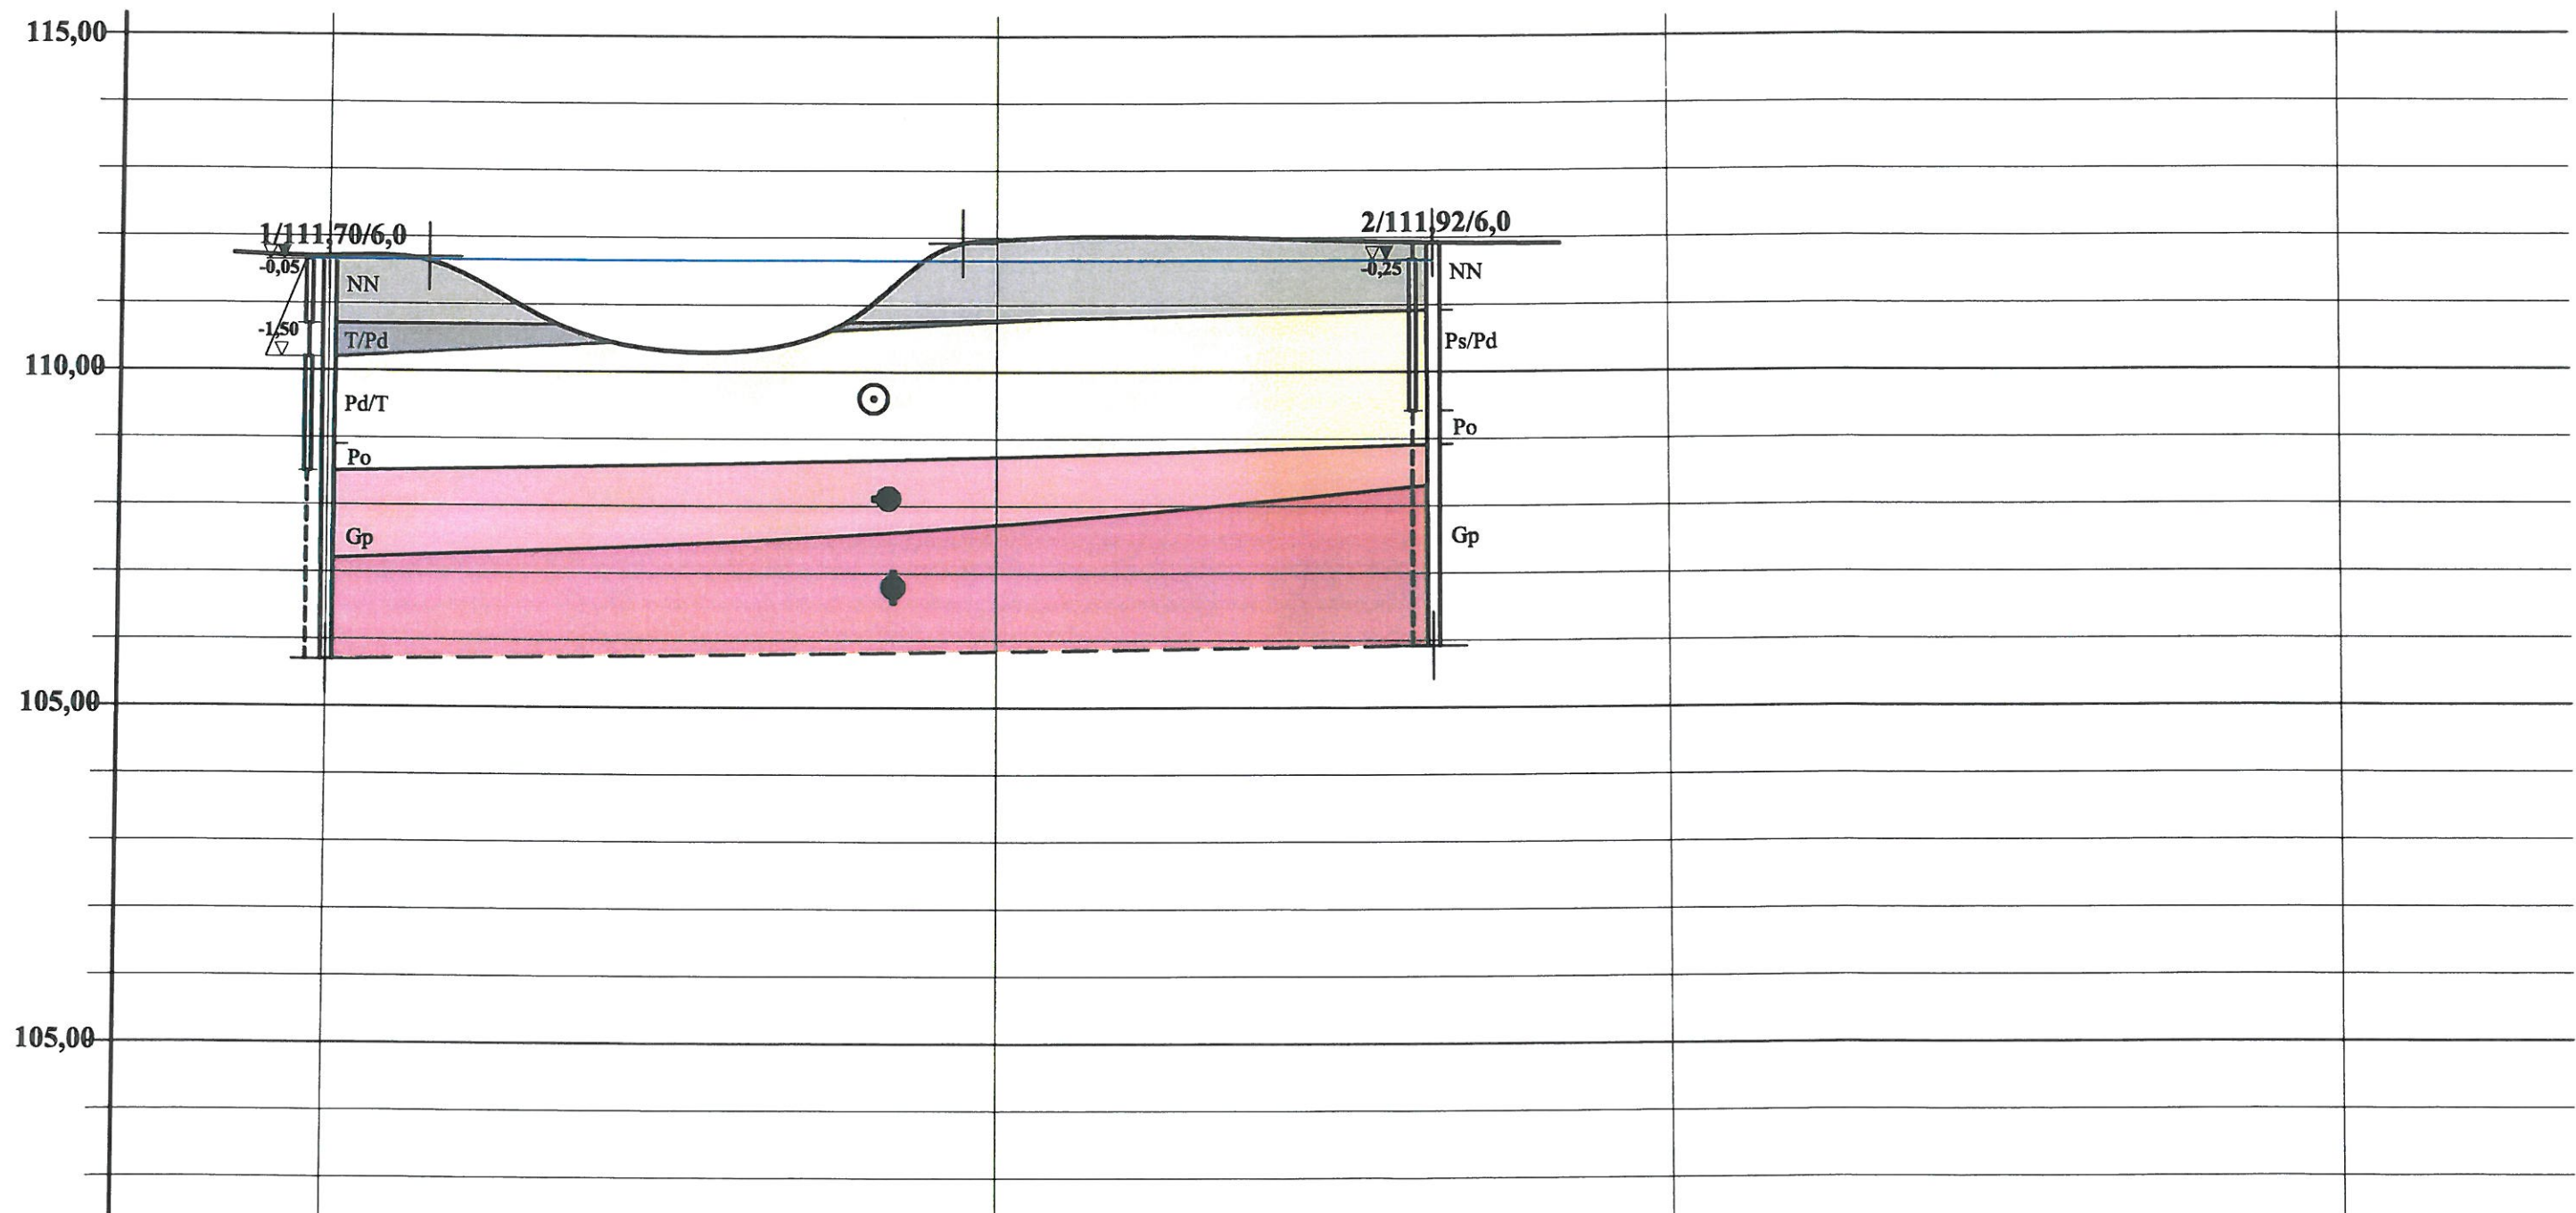 115,00
1/111,70/6,0
2/111,92/6,0
-0,05
-0,25
NN
NN
-1,50
T/Pd
Ps/Pd
110,00
Pd/T
Po
Po
Gp
Gp
105,00
105,00